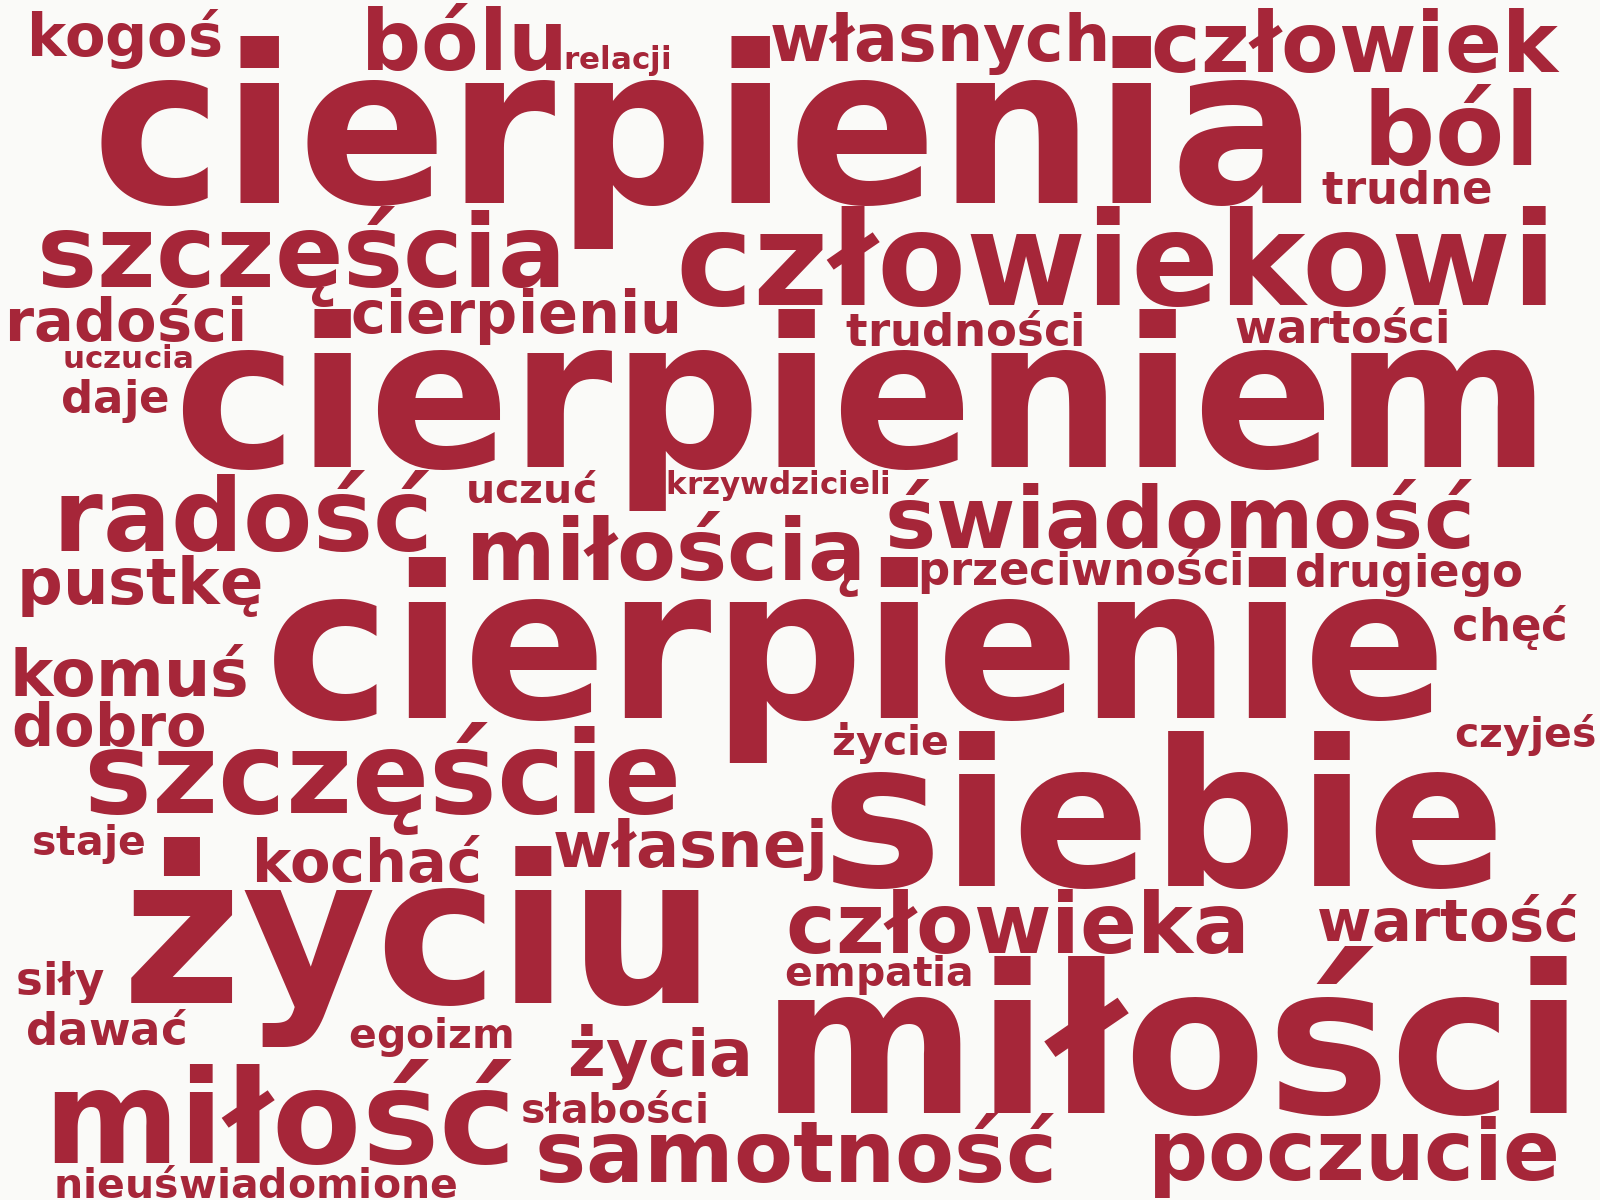 kogoś
bólu
relacji
własnych
człowiek
cierpienia
ból
trudne
szczęścia
człowiekowi
radości
cierpieniu
trudności
wartości
uczucia
daje
cierpieniem
radość
uczuć
krzywdzicieli
świadomość
miłością
pustkę
przeciwności
drugiego
cierpienie
chęć
komuś
dobro
szczęście
życie
czyjeś
siebie
staje
kochać
własnej
życiu
człowieka
wartość
siły
empatia
miłości
dawać
egoizm
życia
miłość
słabości
samotność
poczucie
nieuświadomione